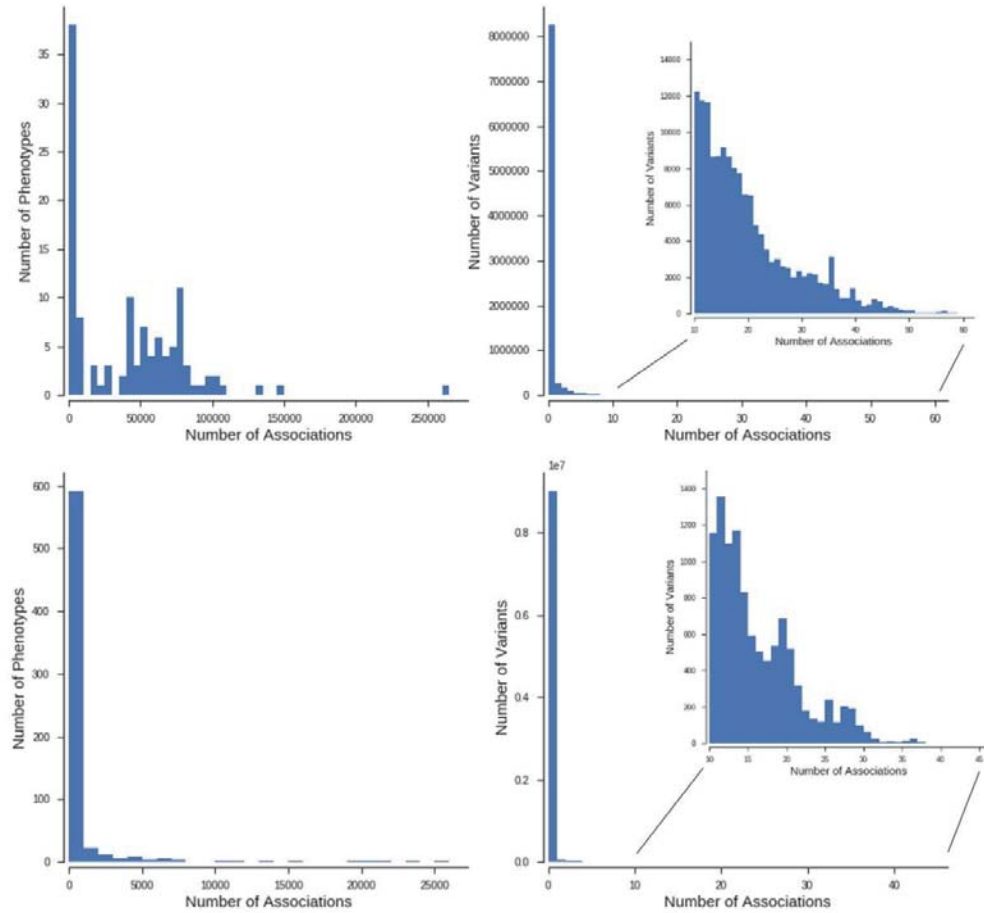 35
30
25
20
15
10
5
0
Number of Phenotypes
0 50000 100000 150000 200000 250000
Number of Associations
8000000
7000000
6000000
5000000
4000000
3000000
2000000
1000000
0
Number of Variants
0 10 20 30 40 50 60
Number of Associations
14000
12000
10000
8000
6000
4000
2000
0
Number of Variants
10 20 30 40 50 60
Number of Associations
600
500
400
300
200
100
0
Number of Phenotypes
0 5000 10000 15000 20000 25000
Number of Associations
1e7
0.8
0.6
0.4
0.2
0.0
Number of Variants
0 10 20 30 40
Number of Associations
1400
1200
1000
800
600
400
200
0
Number of Variants
10 15 20 25 30 35 40 45
Number of Associations